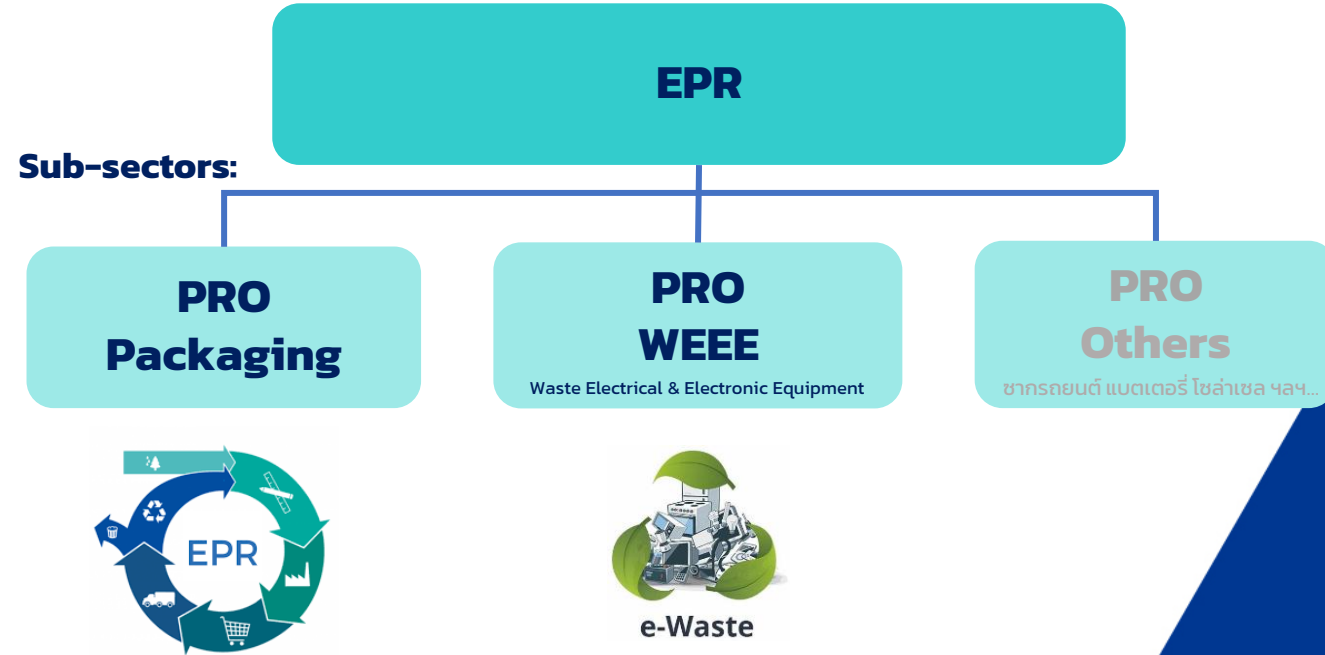 EPR
Sub-sectors:
PRO
Packaging
PRO
WEEE
Waste Electrical & Electronic Equipment
PRO
Others
ซากรถยนต์ แบตเตอรี่ โซล่าเซล ฯลฯ...
EPR
e-Waste